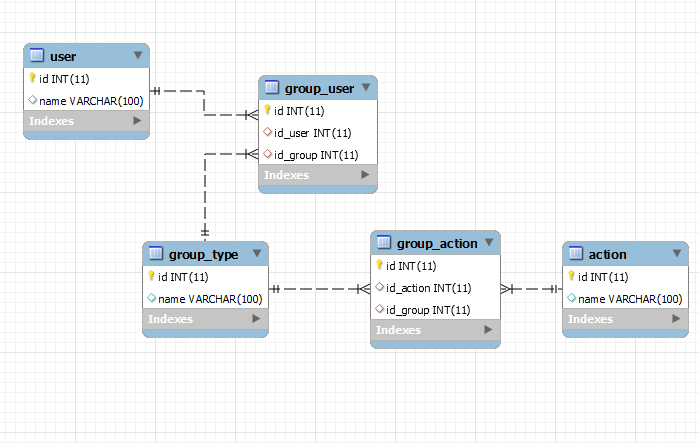 user
id INT(11)
name VARCHAR(100)
Indexes
group_user
id INT(11)
id_user INT(11)
id_group INT(11)
Indexes
group_type
id INT(11)
name VARCHAR(100)
Indexes
group_action
id INT(11)
id_action INT(11)
id_group INT(11)
Indexes
action
id INT(11)
name VARCHAR(100)
Indexes